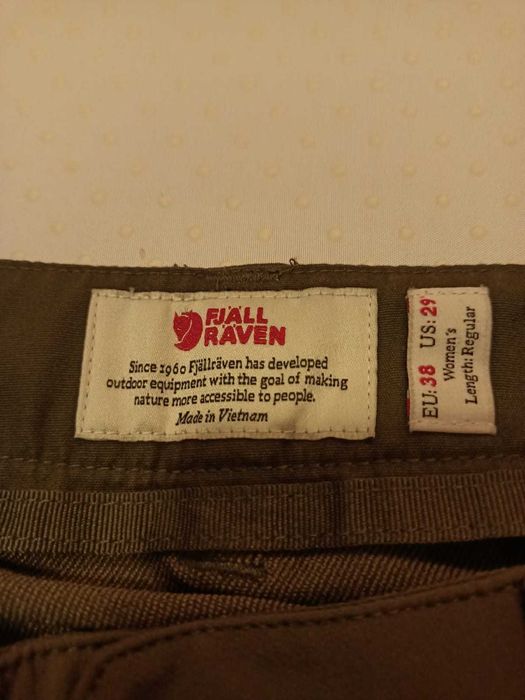 FJÄLL
RÄVEN
Since 1960 Fjällräven has developed
outdoor equipment with the goal of making
nature more accessible to people.
Made in Vietnam
EU: 38 US: 29
Women's
Length: Regular